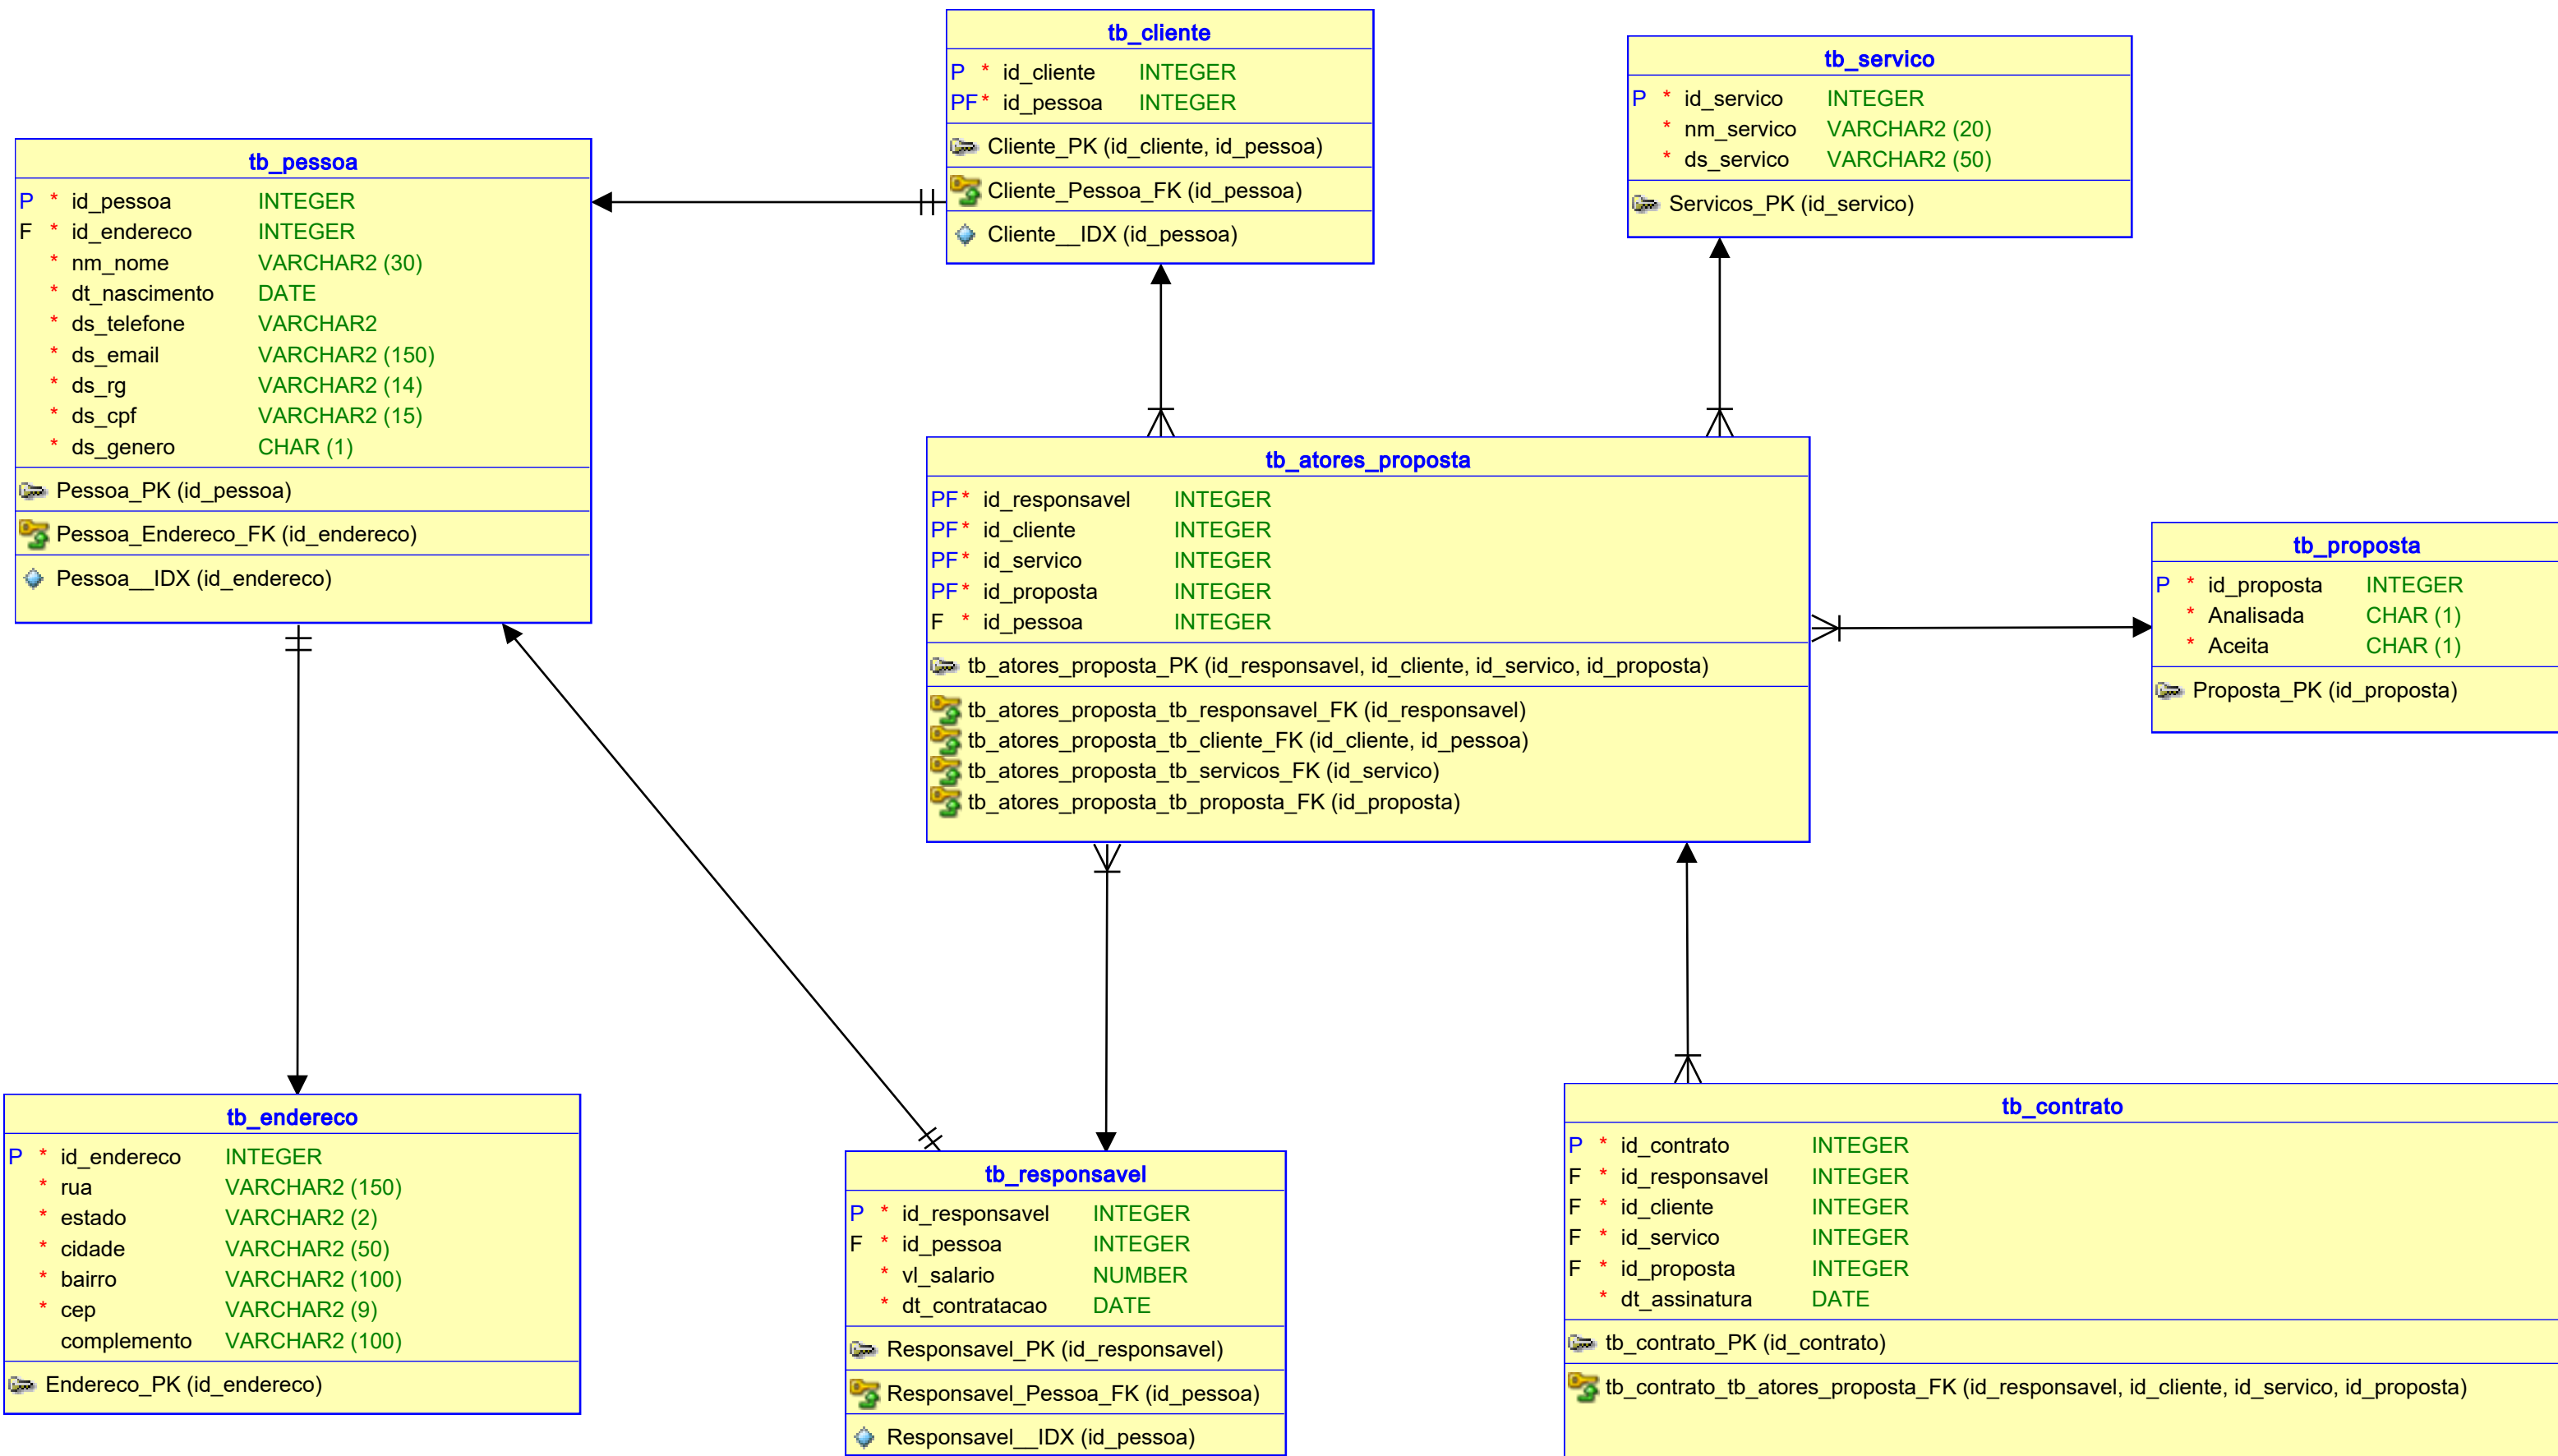 tb_cliente
P * id_cliente INTEGER
PF* id_pessoa INTEGER
Cliente_PK (id_cliente, id_pessoa)
Cliente_Pessoa_FK (id_pessoa)
Cliente__IDX (id_pessoa)
tb_servico
P * id_servico INTEGER
* nm_servico VARCHAR2 (20)
* ds_servico VARCHAR2 (50)
Servicos_PK (id_servico)
tb_pessoa
P * id_pessoa INTEGER
F * id_endereco INTEGER
* nm_nome VARCHAR2 (30)
* dt_nascimento DATE
* ds_telefone VARCHAR2
* ds_email VARCHAR2 (150)
* ds_rg VARCHAR2 (14)
* ds_cpf VARCHAR2 (15)
* ds_genero CHAR (1)
Pessoa_PK (id_pessoa)
Pessoa_Endereco_FK (id_endereco)
Pessoa__IDX (id_endereco)
tb_atores_proposta
PF* id_responsavel INTEGER
PF* id_cliente INTEGER
PF* id_servico INTEGER
PF* id_proposta INTEGER
F * id_pessoa INTEGER
tb_atores_proposta_PK (id_responsavel, id_cliente, id_servico, id_proposta)
tb_atores_proposta_tb_responsavel_FK (id_responsavel)
tb_atores_proposta_tb_cliente_FK (id_cliente, id_pessoa)
tb_atores_proposta_tb_servicos_FK (id_servico)
tb_atores_proposta_tb_proposta_FK (id_proposta)
tb_proposta
P * id_proposta INTEGER
* Analisada CHAR (1)
* Aceita CHAR (1)
Proposta_PK (id_proposta)
tb_endereco
P * id_endereco INTEGER
* rua VARCHAR2 (150)
* estado VARCHAR2 (2)
* cidade VARCHAR2 (50)
* bairro VARCHAR2 (100)
* cep VARCHAR2 (9)
complemento VARCHAR2 (100)
Endereco_PK (id_endereco)
tb_responsavel
P * id_responsavel INTEGER
F * id_pessoa INTEGER
* vl_salario NUMBER
* dt_contratacao DATE
Responsavel_PK (id_responsavel)
Responsavel_Pessoa_FK (id_pessoa)
Responsavel__IDX (id_pessoa)
tb_contrato
P * id_contrato INTEGER
F * id_responsavel INTEGER
F * id_cliente INTEGER
F * id_servico INTEGER
F * id_proposta INTEGER
* dt_assinatura DATE
tb_contrato_PK (id_contrato)
tb_contrato_tb_atores_proposta_FK (id_responsavel, id_cliente, id_servico, id_proposta)